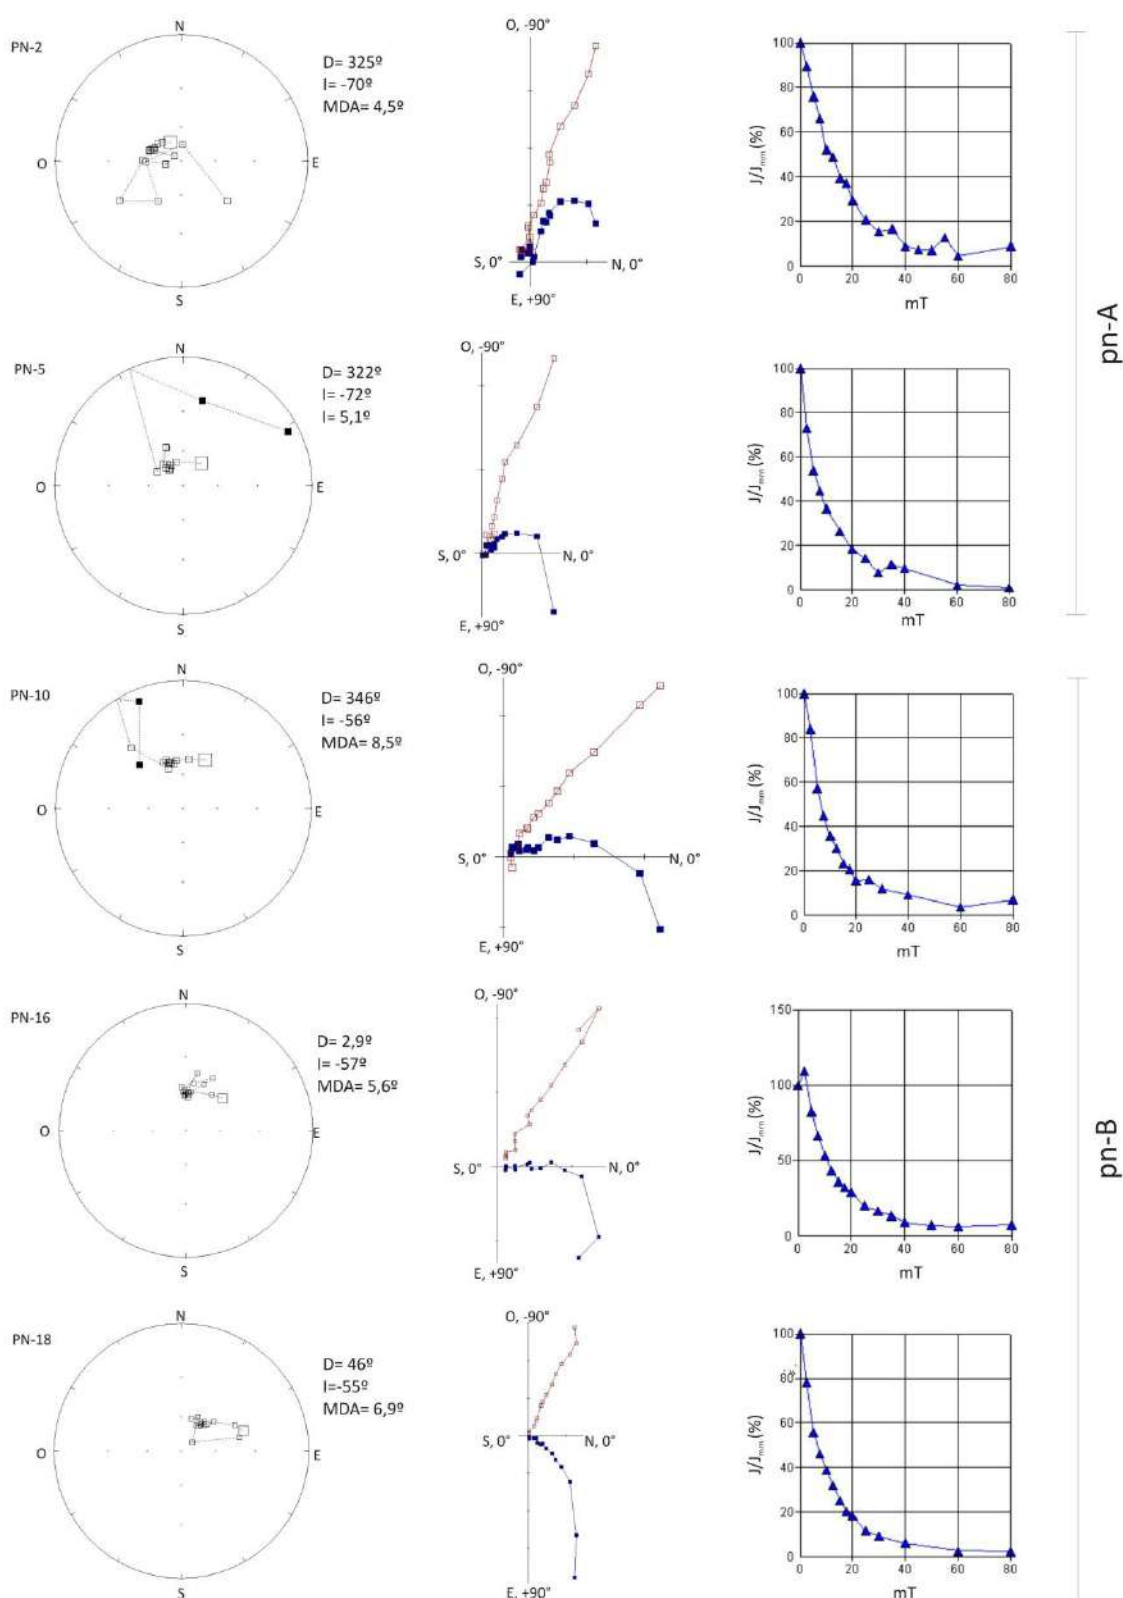 PN-2
N
O
E
S
D= 325º
I= -70º
MDA= 4,5º
O, -90°
S, 0°
N, 0°
E, +90°
J/Jnrm (%)
100
80
60
40
20
0
0 20 40 60 80
mT
PN-5
N
O
E
S
D= 322º
I= -72º
I= 5,1º
O, -90°
S, 0°
N, 0°
E, +90°
J/Jnrm (%)
100
80
60
40
20
0
0 20 40 60 80
mT
pn-A
PN-10
N
O
E
S
D= 346º
I= -56º
MDA= 8,5º
O, -90°
S, 0°
N, 0°
E, +90°
J/Jnrm (%)
100
80
60
40
20
0
0 20 40 60 80
mT
PN-16
N
O
E
S
D= 2,9º
I= -57º
MDA= 5,6º
O, -90°
S, 0°
N, 0°
E, +90°
J/Jnrm (%)
150
100
50
0
0 20 40 60 80
mT
PN-18
N
O
E
S
D= 46º
I=-55º
MDA= 6,9º
O, -90°
S, 0°
N, 0°
E, +90°
J/Jnrm (%)
100
80
60
40
20
0
0 20 40 60 80
mT
pn-B